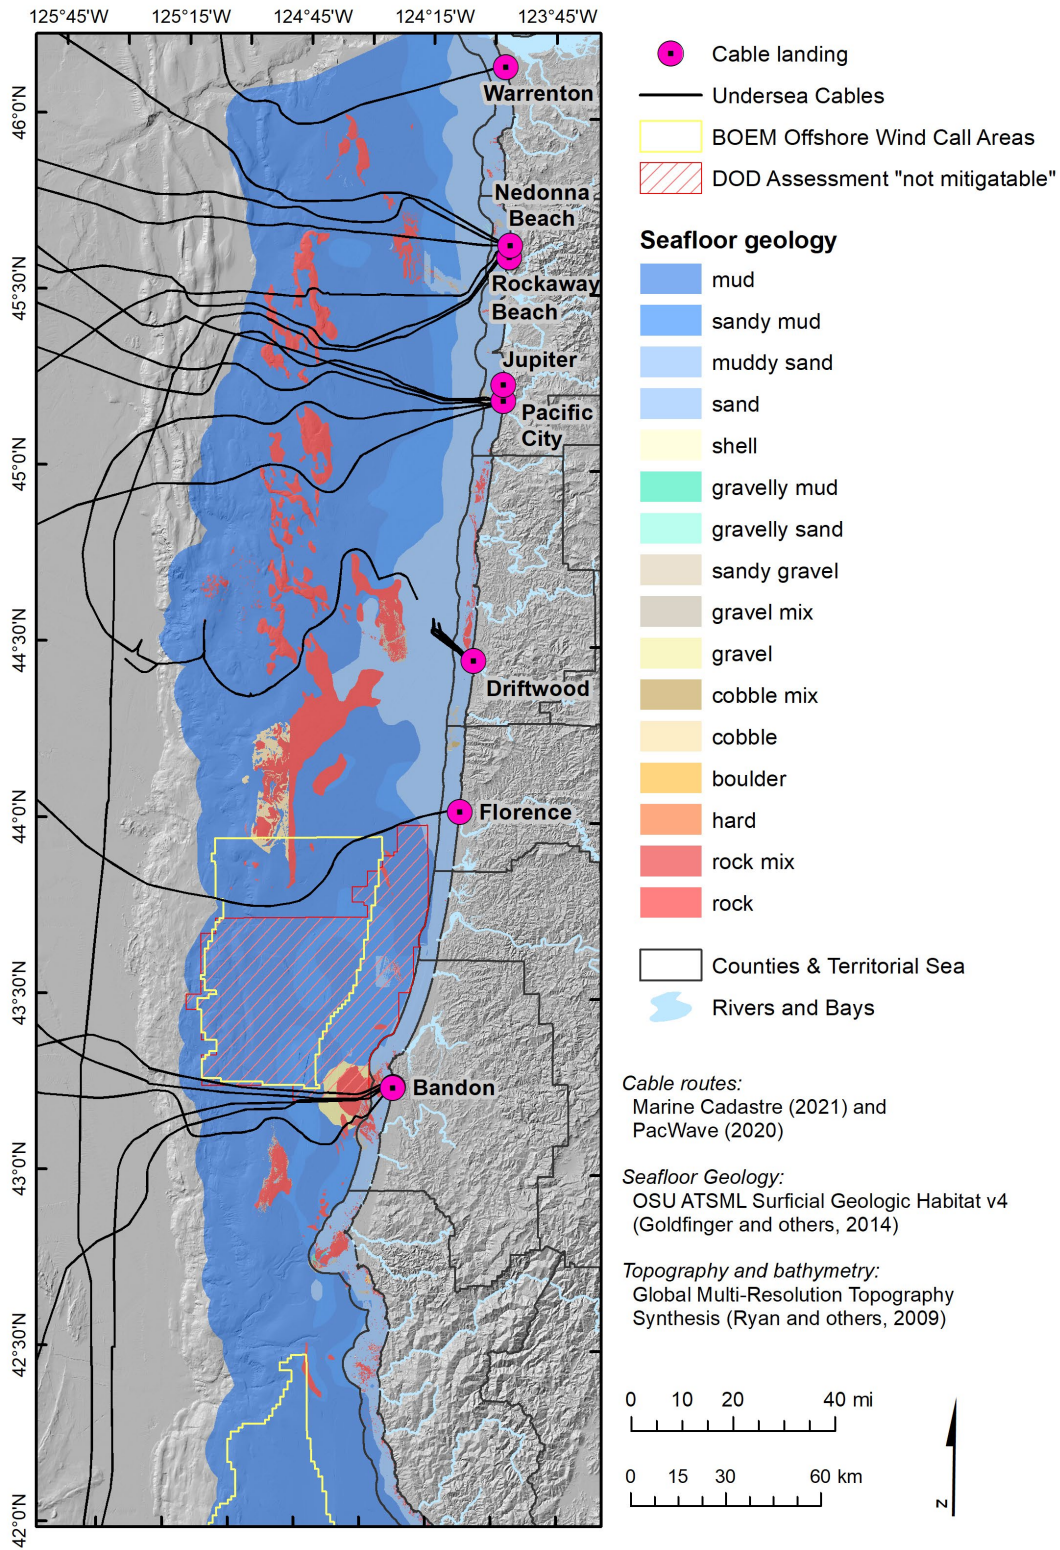 125°45'W 125°15'W 124°45'W 124°15'W 123°45'W
46°0'N
45°30'N
45°0'N
44°30'N
44°0'N
43°30'N
43°0'N
42°30'N
42°0'N
Warrenton
Nedonna
Beach
Rockaway
Beach
Jupiter
Pacific
City
Driftwood
Florence
Bandon
Cable landing
Undersea Cables
BOEM Offshore Wind Call Areas
DOD Assessment "not mitigatable"
Seafloor geology
mud
sandy mud
muddy sand
sand
shell
gravelly mud
gravelly sand
sandy gravel
gravel mix
gravel
cobble mix
cobble
boulder
hard
rock mix
rock
Counties & Territorial Sea
Rivers and Bays
Cable routes:
Marine Cadastre (2021) and
PacWave (2020)
Seafloor Geology:
OSU ATSML Surficial Geologic Habitat v4
(Goldfinger and others, 2014)
Topography and bathymetry:
Global Multi-Resolution Topography
Synthesis (Ryan and others, 2009)
0 10 20 40 mi
0 15 30 60 km
N